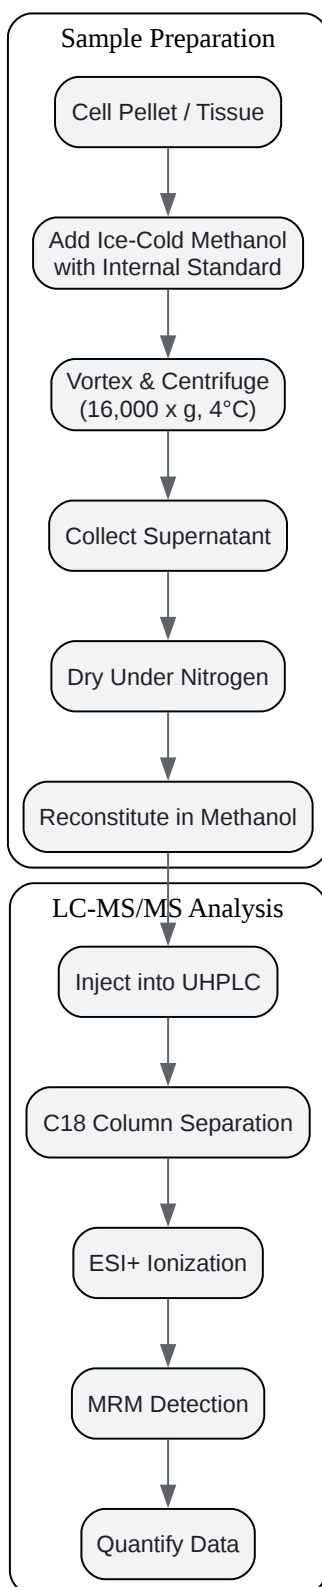 Sample Preparation
Cell Pellet / Tissue
Add Ice-Cold Methanol
with Internal Standard
Vortex & Centrifuge
(16,000 x g, 4°C)
Collect Supernatant
Dry Under Nitrogen
Reconstitute in Methanol
LC-MS/MS Analysis
Inject into UHPLC
C18 Column Separation
ESI+ Ionization
MRM Detection
Quantify Data